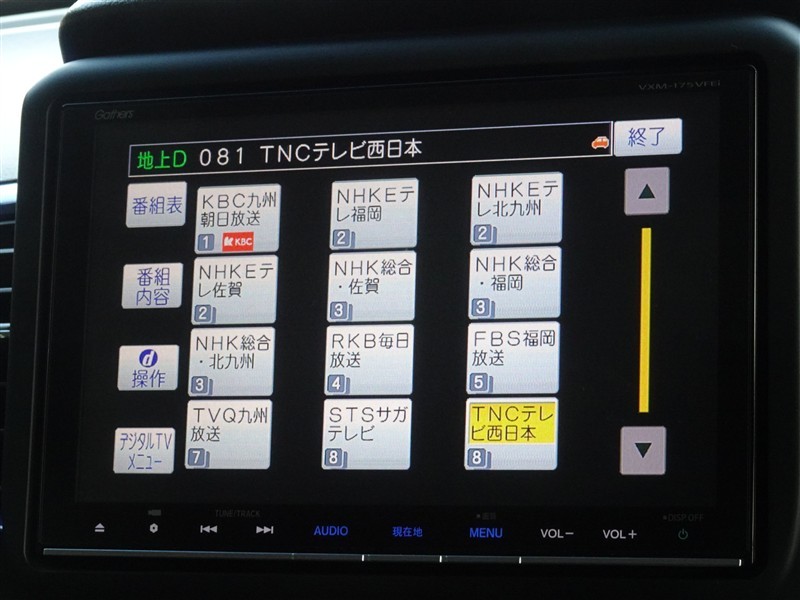 Gathers
VXM-175VFEi
地上D 081 TNCテレビ西日本
終了
番組表
KBC九州
朝日放送
1 KBC
NHKEテ
レ福岡
2
NHKEテ
レ北九州
2
番組
内容
NHKEテ
レ佐賀
2
NHK総合
・佐賀
3
NHK総合
・福岡
3
d
操作
NHK総合
・北九州
3
RKB毎日
放送
4
FBS福岡
放送
5
デジタルTV
メニュー
TVQ九州
放送
7
STSサガ
テレビ
8
TNCテレ
ビ西日本
8
TUNE/TRACK
DISP OFF
AUDIO
現在地
MENU
VOL−
VOL+